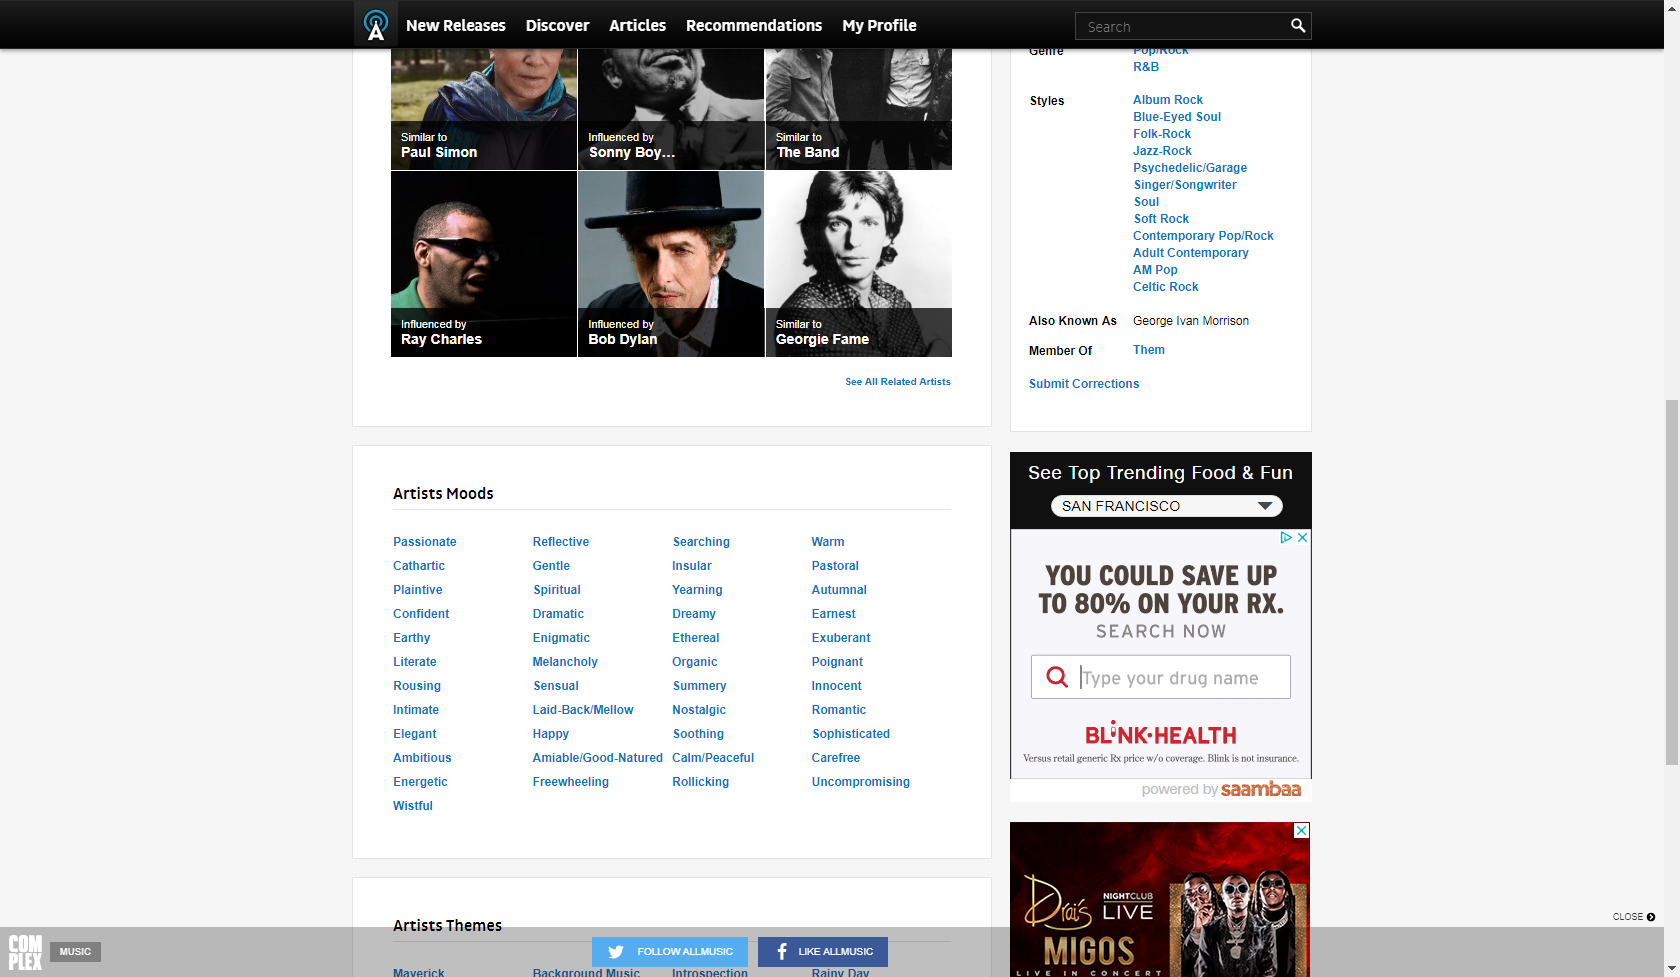 New Releases Discover Articles Recommendations My Profile Search
Similar to
Paul Simon
Influenced by
Sonny Boy...
Similar to
The Band
Influenced by
Ray Charles
Influenced by
Bob Dylan
Similar to
Georgie Fame
See All Related Artists
Genre Pop/Rock
R&B
Styles Album Rock
Blue-Eyed Soul
Folk-Rock
Jazz-Rock
Psychedelic/Garage
Singer/Songwriter
Soul
Soft Rock
Contemporary Pop/Rock
Adult Contemporary
AM Pop
Celtic Rock
Also Known As George Ivan Morrison
Member Of Them
Submit Corrections
Artists Moods
Passionate Reflective Searching Warm
Cathartic Gentle Insular Pastoral
Plaintive Spiritual Yearning Autumnal
Confident Dramatic Dreamy Earnest
Earthy Enigmatic Ethereal Exuberant
Literate Melancholy Organic Poignant
Rousing Sensual Summery Innocent
Intimate Laid-Back/Mellow Nostalgic Romantic
Elegant Happy Soothing Sophisticated
Ambitious Amiable/Good-Natured Calm/Peaceful Carefree
Energetic Freewheeling Rollicking Uncompromising
Wistful
See Top Trending Food & Fun
SAN FRANCISCO
YOU COULD SAVE UP
TO 80% ON YOUR RX.
SEARCH NOW
Type your drug name
BLINK·HEALTH
Versus retail generic Rx price w/o coverage. Blink is not insurance.
powered by saambaa
Drai's NIGHTCLUB
LIVE
MIGOS
LIVE IN CONCERT
Artists Themes
Maverick Background Music Introspection Rainy Day
CLOSE
COM
PLEX
MUSIC
FOLLOW ALLMUSIC
LIKE ALLMUSIC